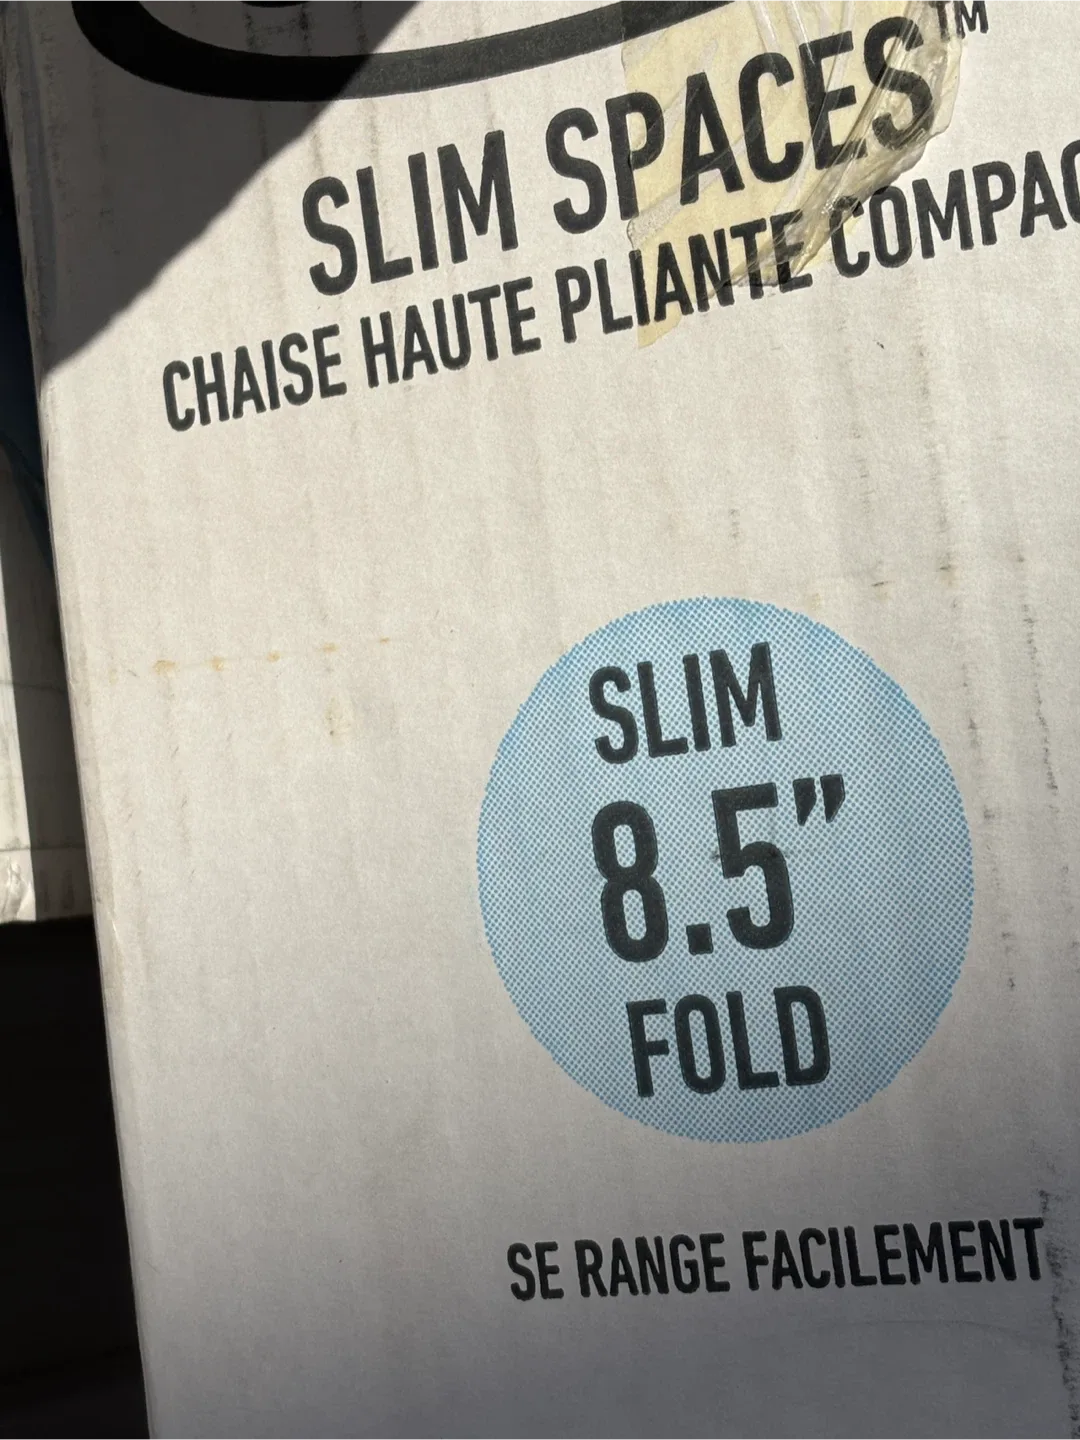 SLIM SPACES™
CHAISE HAUTE PLIANTE
SLIM
8.5”
FOLD
SE RANGE FACILEMENT